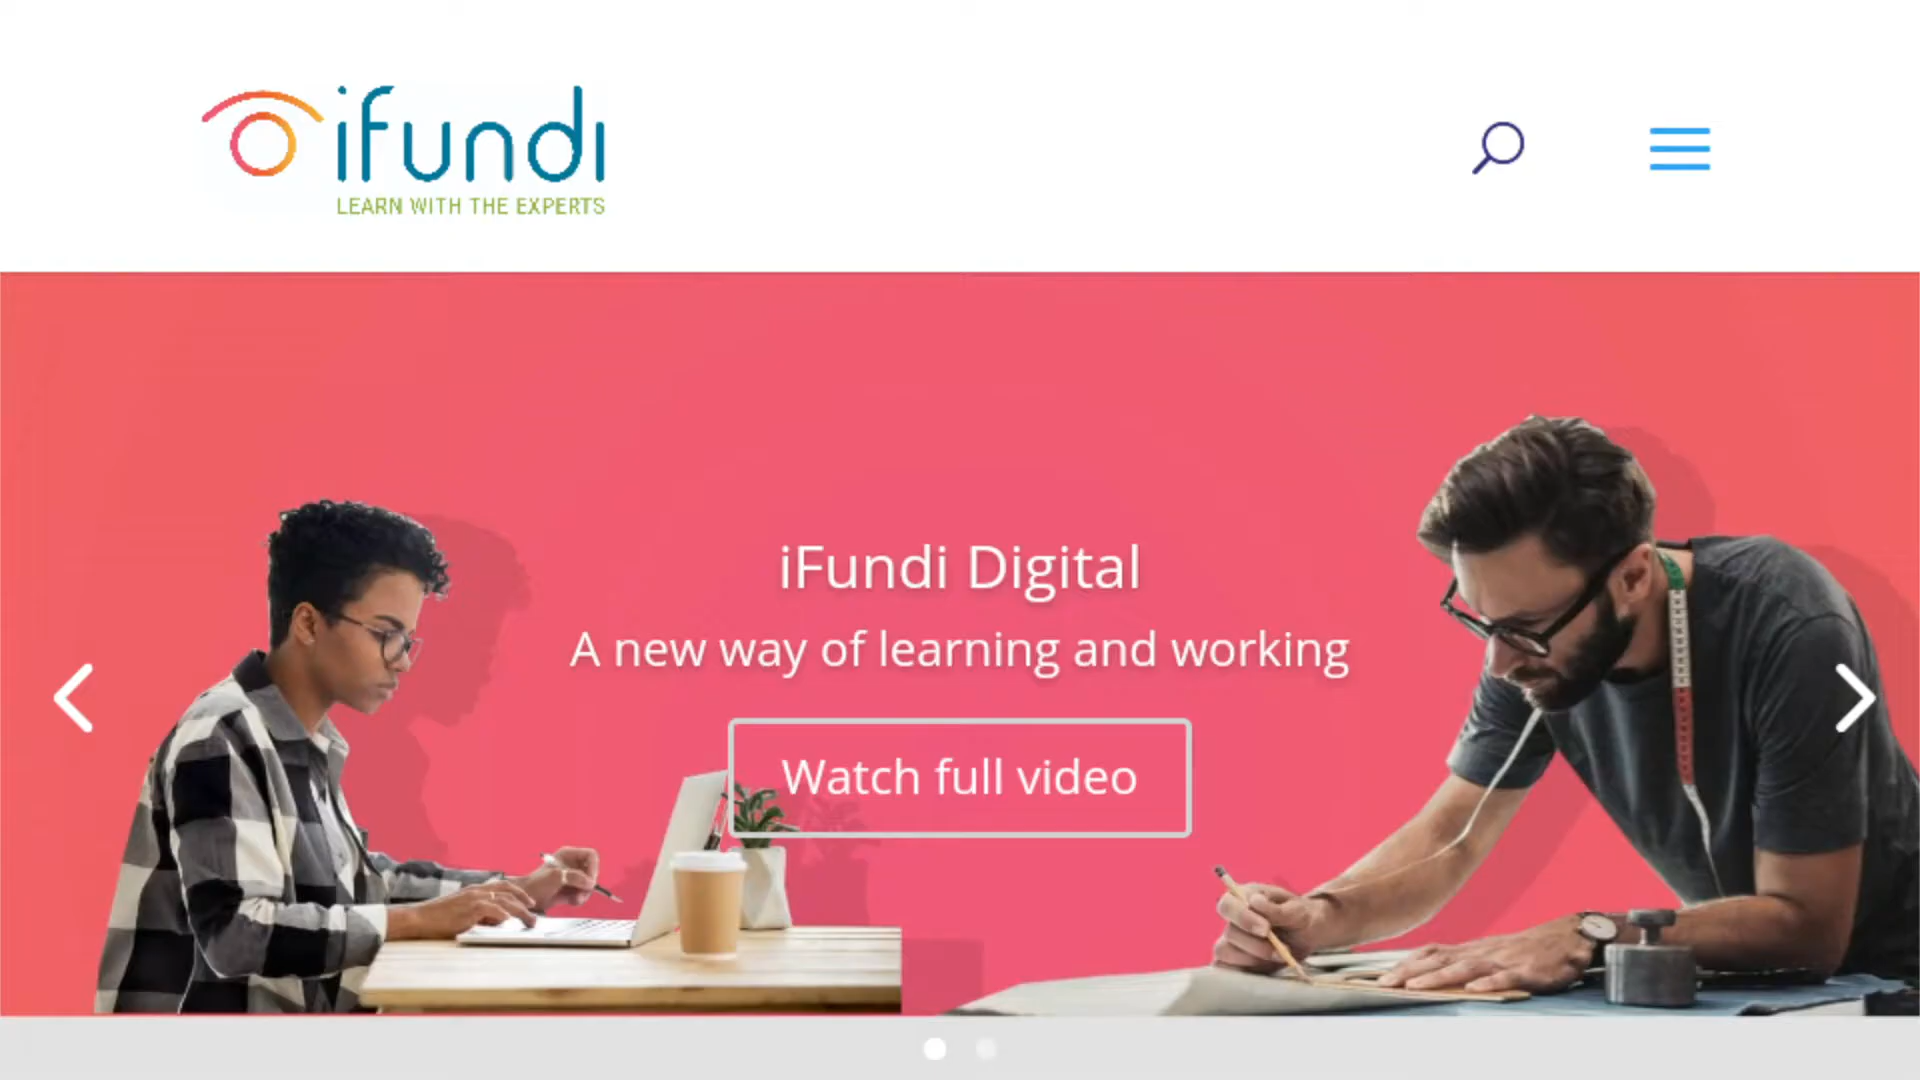 ifundi
LEARN WITH THE EXPERTS
iFundi Digital
A new way of learning and working
Watch full video